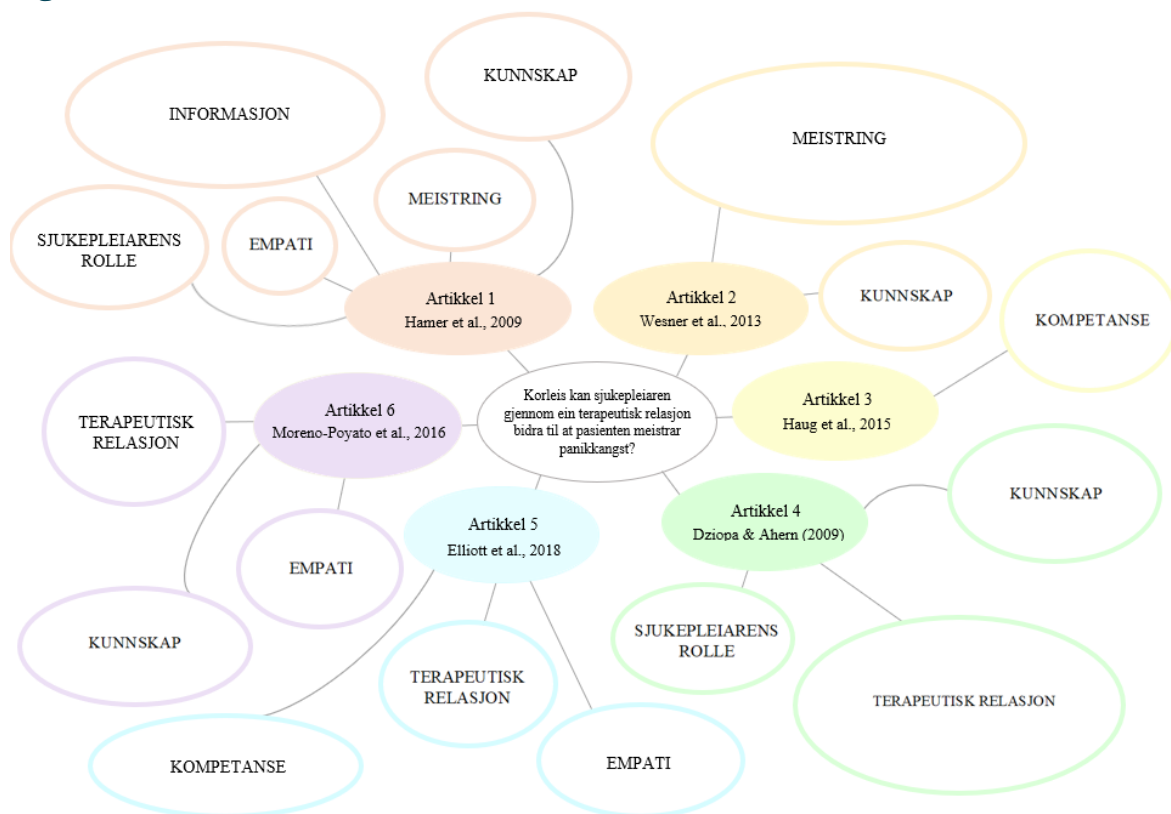 KUNNSKAP
INFORMASJON
MEISTRING
MEISTRING
SJUKEPLEIARENS
ROLLE
EMPATI
Artikkel 1
Hamer et al., 2009
Artikkel 2
Wesner et al., 2013
KUNNSKAP
KOMPETANSE
Korleis kan sjukepleiaren
gjennom ein terapeutisk relasjon
bidra til at pasienten meistrar
panikkangst?
Artikkel 3
Haug et al., 2015
Artikkel 6
Moreno-Poyato et al., 2016
TERAPEUTISK
RELASJON
KUNNSKAP
Artikkel 4
Dziopa & Ahern (2009)
Artikkel 5
Elliott et al., 2018
EMPATI
KUNNSKAP
SJUKEPLEIARENS
ROLLE
TERAPEUTISK
RELASJON
TERAPEUTISK RELASJON
KOMPETANSE
EMPATI